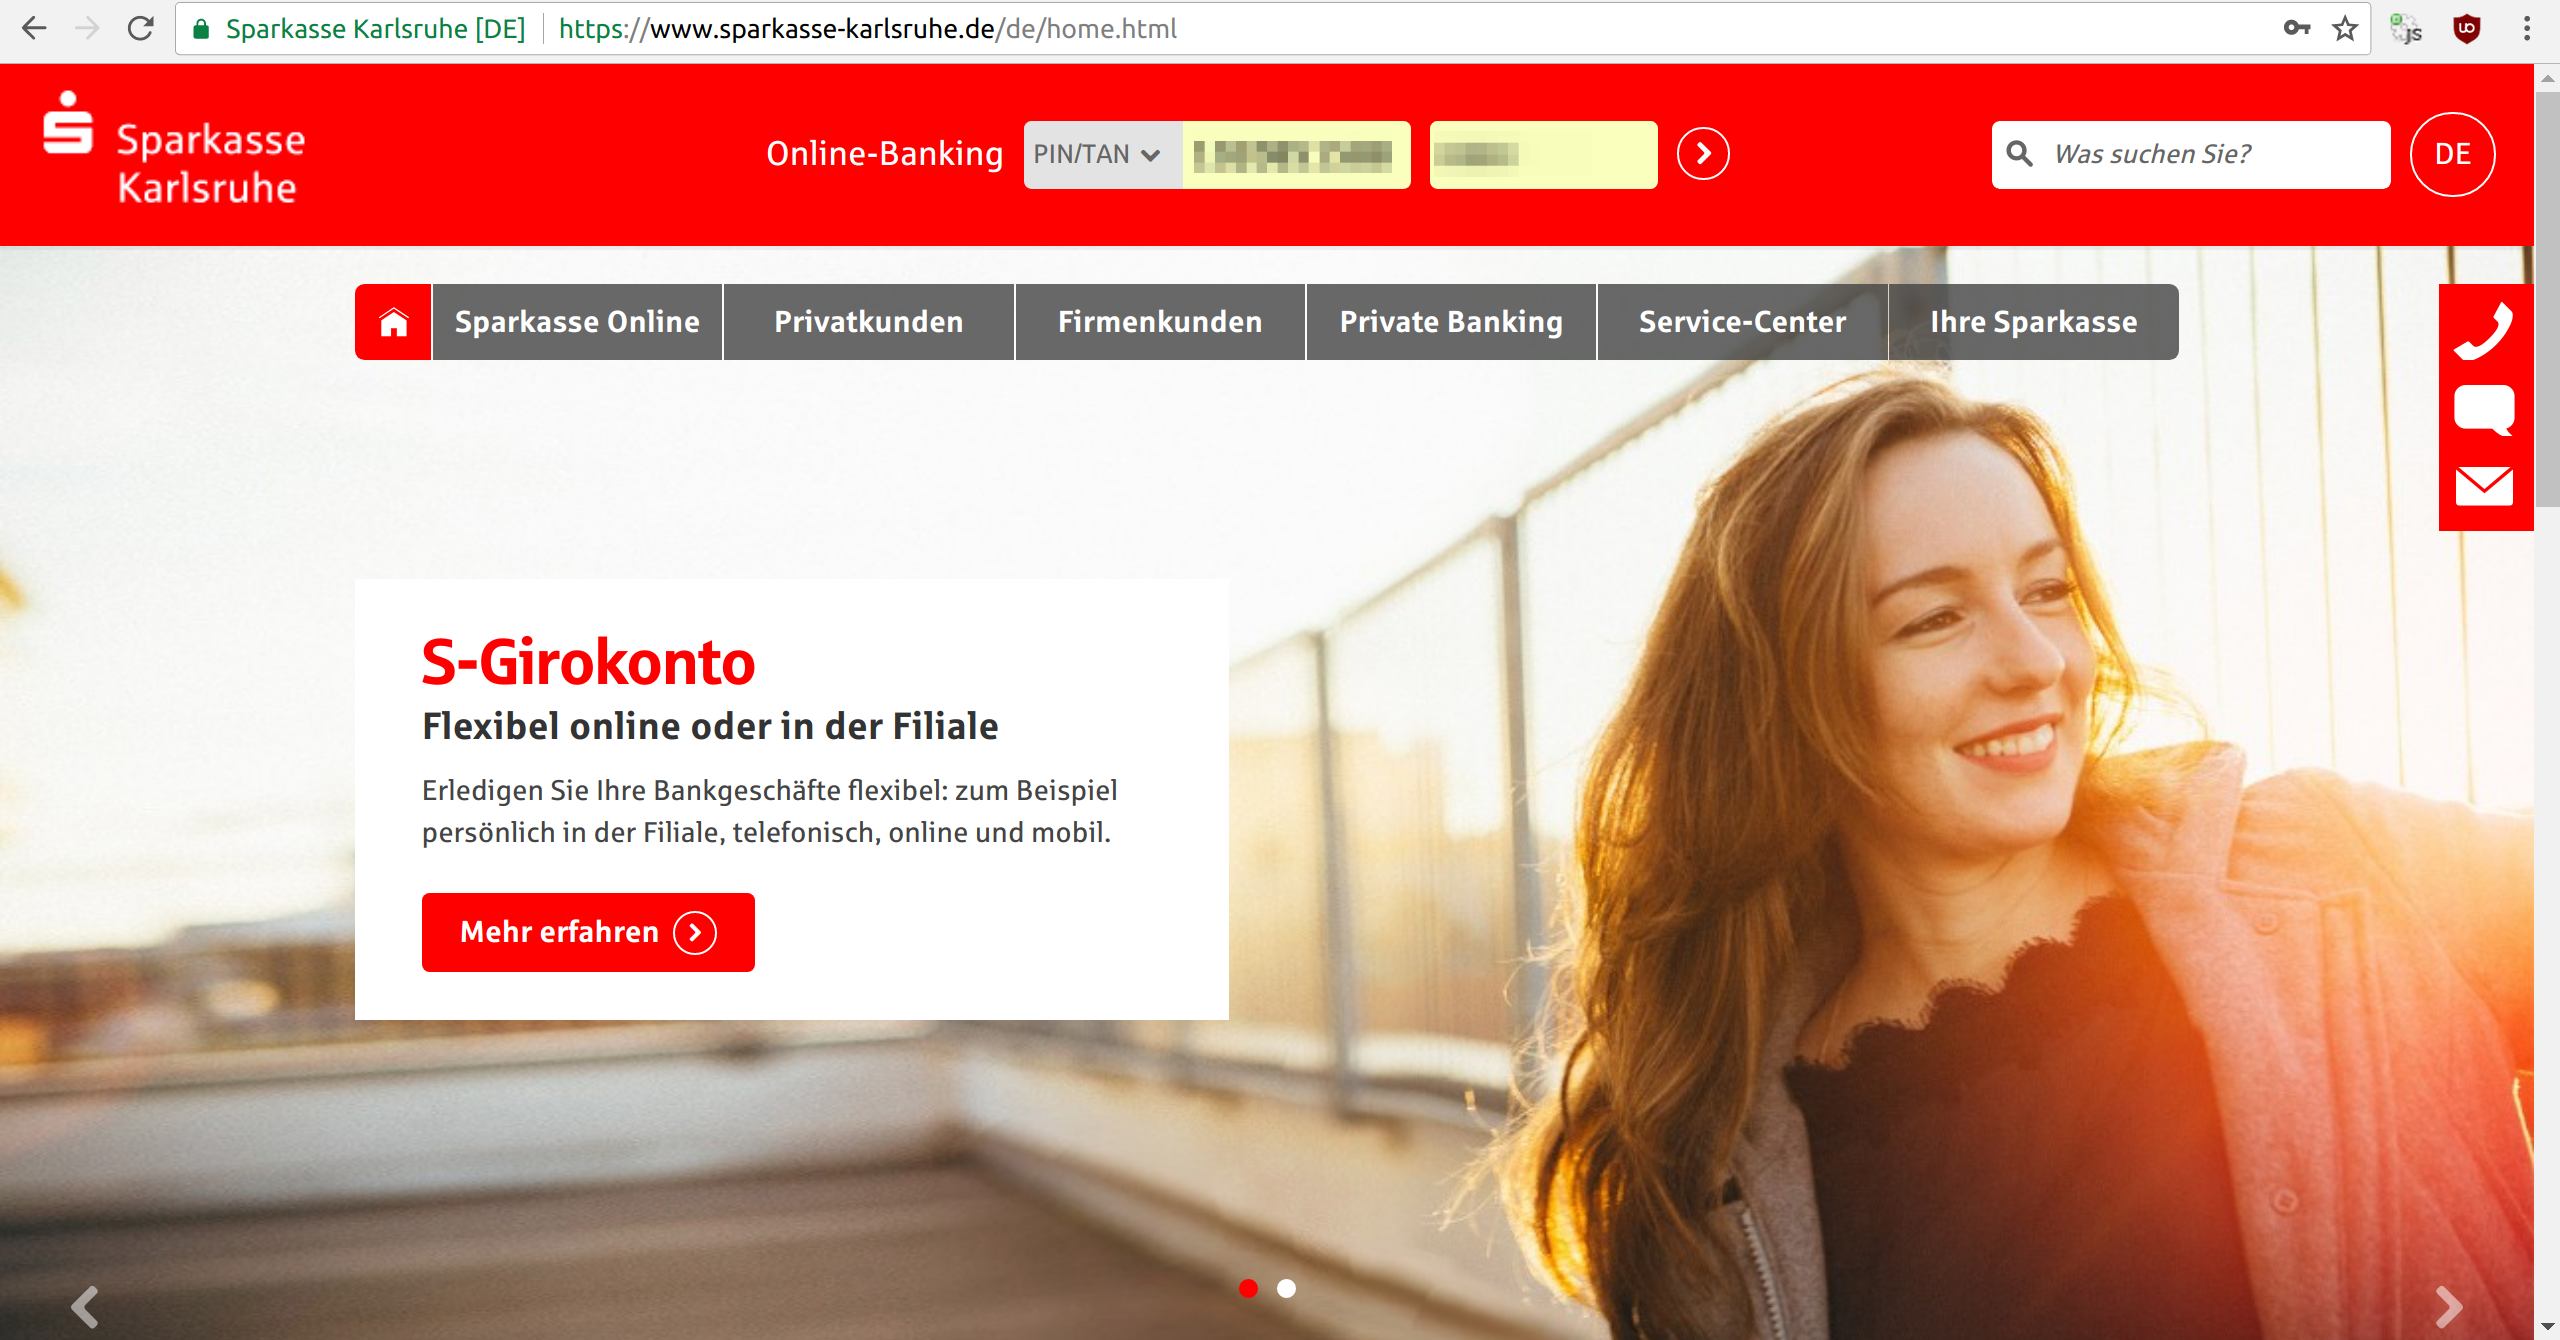 Sparkasse Karlsruhe [DE] https://www.sparkasse-karlsruhe.de/de/home.html
JS
Sparkasse
Karlsruhe
Online-Banking PIN/TAN
Was suchen Sie? DE
Sparkasse Online Privatkunden Firmenkunden Private Banking Service-Center Ihre Sparkasse
S-Girokonto
Flexibel online oder in der Filiale
Erledigen Sie Ihre Bankgeschäfte flexibel: zum Beispiel
persönlich in der Filiale, telefonisch, online und mobil.
Mehr erfahren